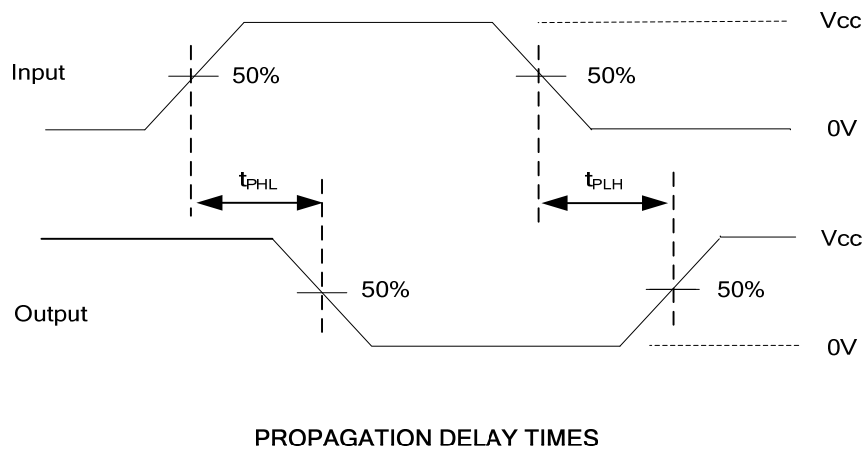 Vcc
Input
50%
50%
0V
tPHL
tPLH
Vcc
50%
50%
Output
0V
PROPAGATION DELAY TIMES